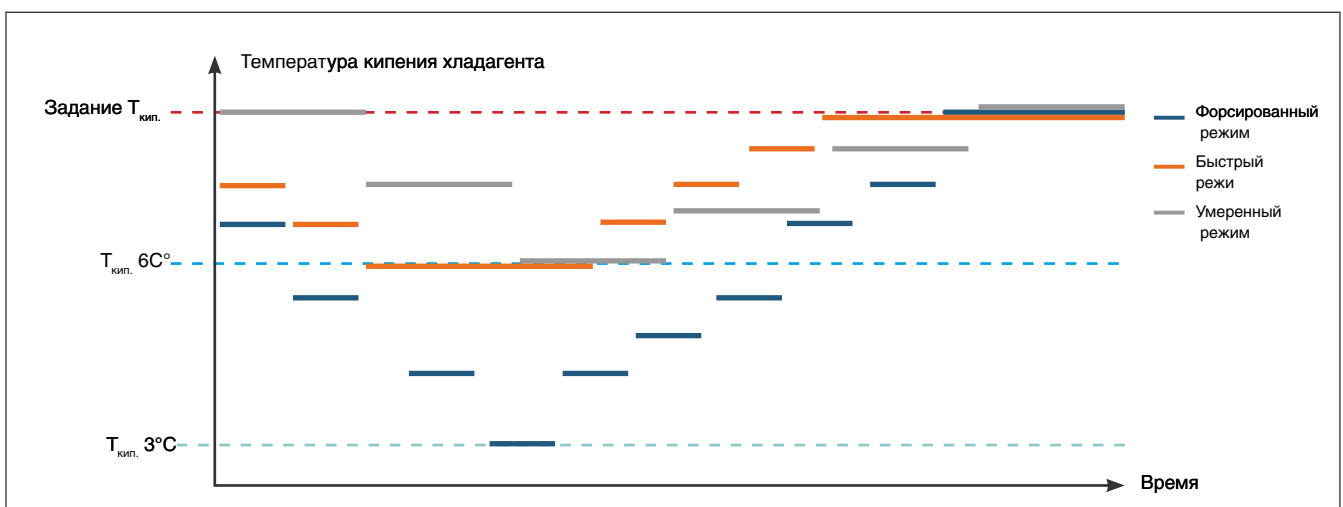 Температура кипения хладагента
Задание Ткип.
Форсированный
режим
Быстрый
режи
Умеренный
режим
Ткип. 6С°
Ткип. 3°С
Время